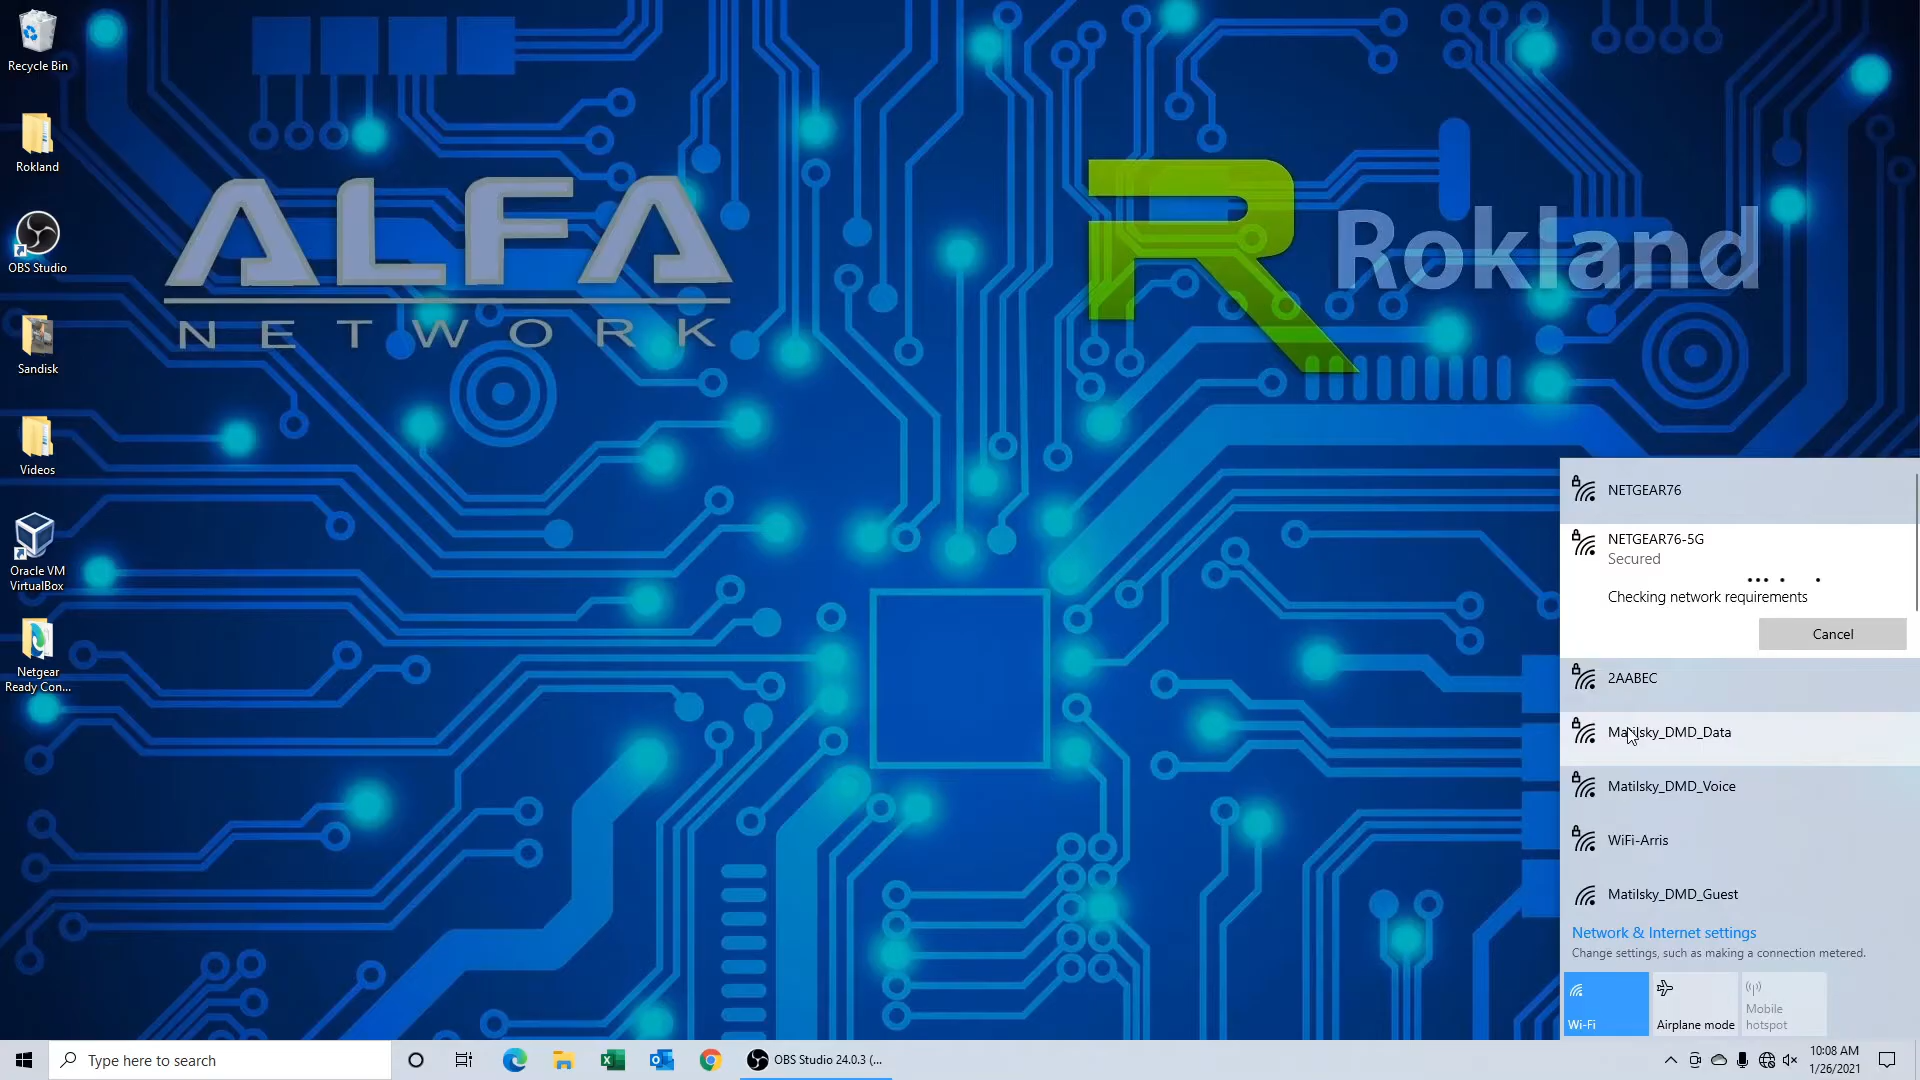 Recycle Bin
Rokland
OBS Studio
Sandisk
Videos
Oracle VM
VirtualBox
Netgear
Ready Con...
ALFA
NETWORK
R Rokland
NETGEAR76
NETGEAR76-5G
Secured
Checking network requirements
Cancel
2AABEC
Matilsky_DMD_Data
Matilsky_DMD_Voice
WiFi-Arris
Matilsky_DMD_Guest
Network & Internet settings
Change settings, such as making a connection metered.
Wi-Fi
Airplane mode
Mobile
hotspot
Type here to search
OBS Studio 24.0.3 (...
10:08 AM
1/26/2021